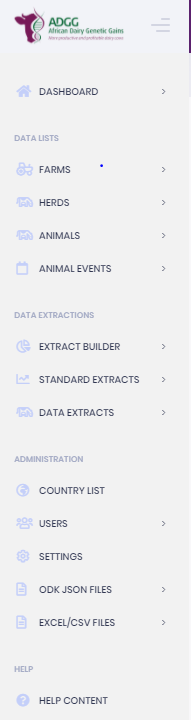 ADGG
African Dairy Genetic Gains
More productive and profitable dairy cows
DASHBOARD
DATA LISTS
FARMS
HERDS
ANIMALS
ANIMAL EVENTS
DATA EXTRACTIONS
EXTRACT BUILDER
STANDARD EXTRACTS
DATA EXTRACTS
ADMINISTRATION
COUNTRY LIST
USERS
SETTINGS
ODK JSON FILES
EXCEL/CSV FILES
HELP
HELP CONTENT